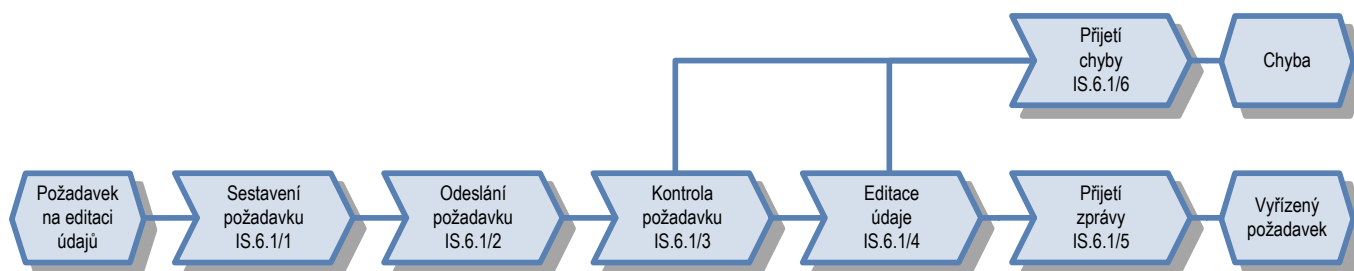 Přijetí
chyby
IS.6.1/6
Chyba
Požadavek
na editaci
údajů
Sestavení
požadavku
IS.6.1/1
Odeslání
požadavku
IS.6.1/2
Kontrola
požadavku
IS.6.1/3
Editace
údaje
IS.6.1/4
Přijetí
zprávy
IS.6.1/5
Vyřízený
požadavek